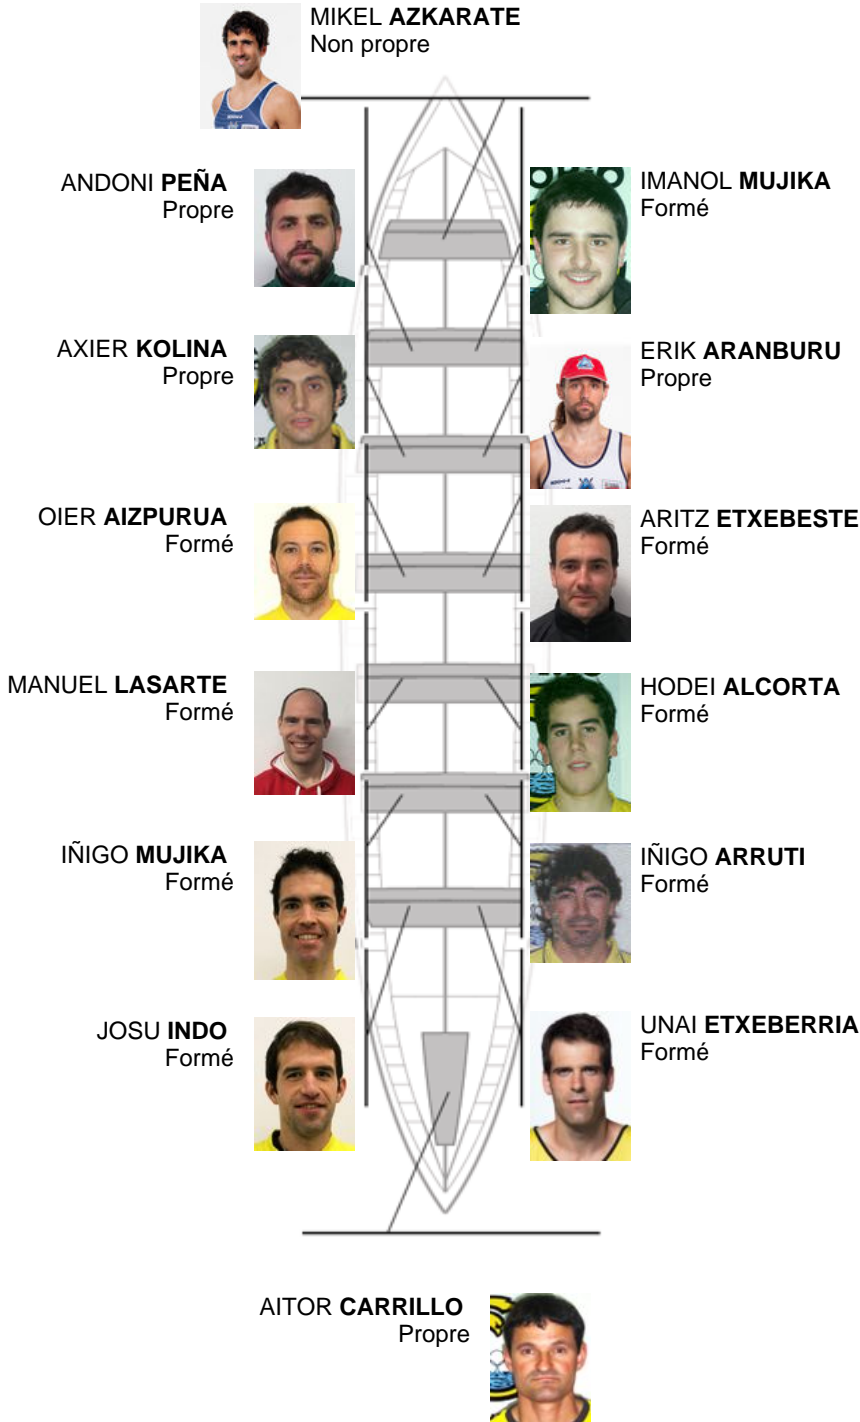 MIKEL AZKARATE
Non propre
ANDONI PEÑA
Propre
IMANOL MUJIKA
Formé
AXIER KOLINA
Propre
ERIK ARANBURU
Propre
OIER AIZPURUA
Formé
ARITZ ETXEBESTE
Formé
MANUEL LASARTE
Formé
HODEI ALCORTA
Formé
IÑIGO MUJIKA
Formé
IÑIGO ARRUTI
Formé
JOSU INDO
Formé
UNAI ETXEBERRIA
Formé
AITOR CARRILLO
Propre